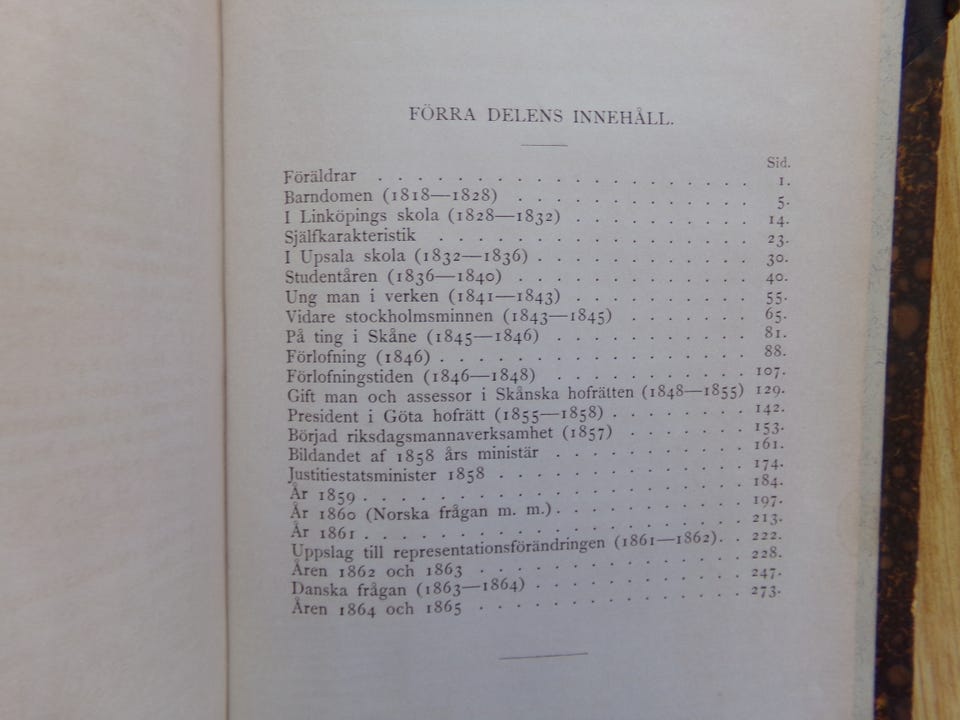 FÖRRA DELENS INNEHÅLL.
Sid.
Föräldrar . . . . . . . . . . . . . . . . . . . 1.
Barndomen (1818—1828) . . . . . . . . . . . . 5.
I Linköpings skola (1828—1832) . . . . . . . . . 14.
Själfkarakteristik . . . . . . . . . . . . . . . . 23.
I Upsala skola (1832—1836) . . . . . . . . . . . 30.
Studentåren (1836—1840) . . . . . . . . . . . . 40.
Ung man i verken (1841—1843) . . . . . . . . . 55.
Vidare stockholmsminnen (1843—1845) . . . . . . . 65.
På ting i Skåne (1845—1846) . . . . . . . . . . 81.
Förlofning (1846) . . . . . . . . . . . . . . . . 88.
Förlofningstiden (1846—1848) . . . . . . . . . . 107.
Gift man och assessor i Skånska hofrätten (1848—1855) 129.
President i Göta hofrätt (1855—1858) . . . . . . . . 142.
Börjad riksdagsmannaverksamhet (1857) . . . . . . . 153.
Bildandet af 1858 års ministär . . . . . . . . . . 161.
Justitiestatsminister 1858 . . . . . . . . . . . . . 174.
År 1859 . . . . . . . . . . . . . . . . . . . . 184.
År 1860 (Norska frågan m. m.) . . . . . . . . . . 197.
År 1861 . . . . . . . . . . . . . . . . . . . . 213.
Uppslag till representationsförändringen (1861—1862) . . 222.
Åren 1862 och 1863 . . . . . . . . . . . . . . 228.
Danska frågan (1863—1864) . . . . . . . . . . . 247.
Åren 1864 och 1865 . . . . . . . . . . . . . . 273.